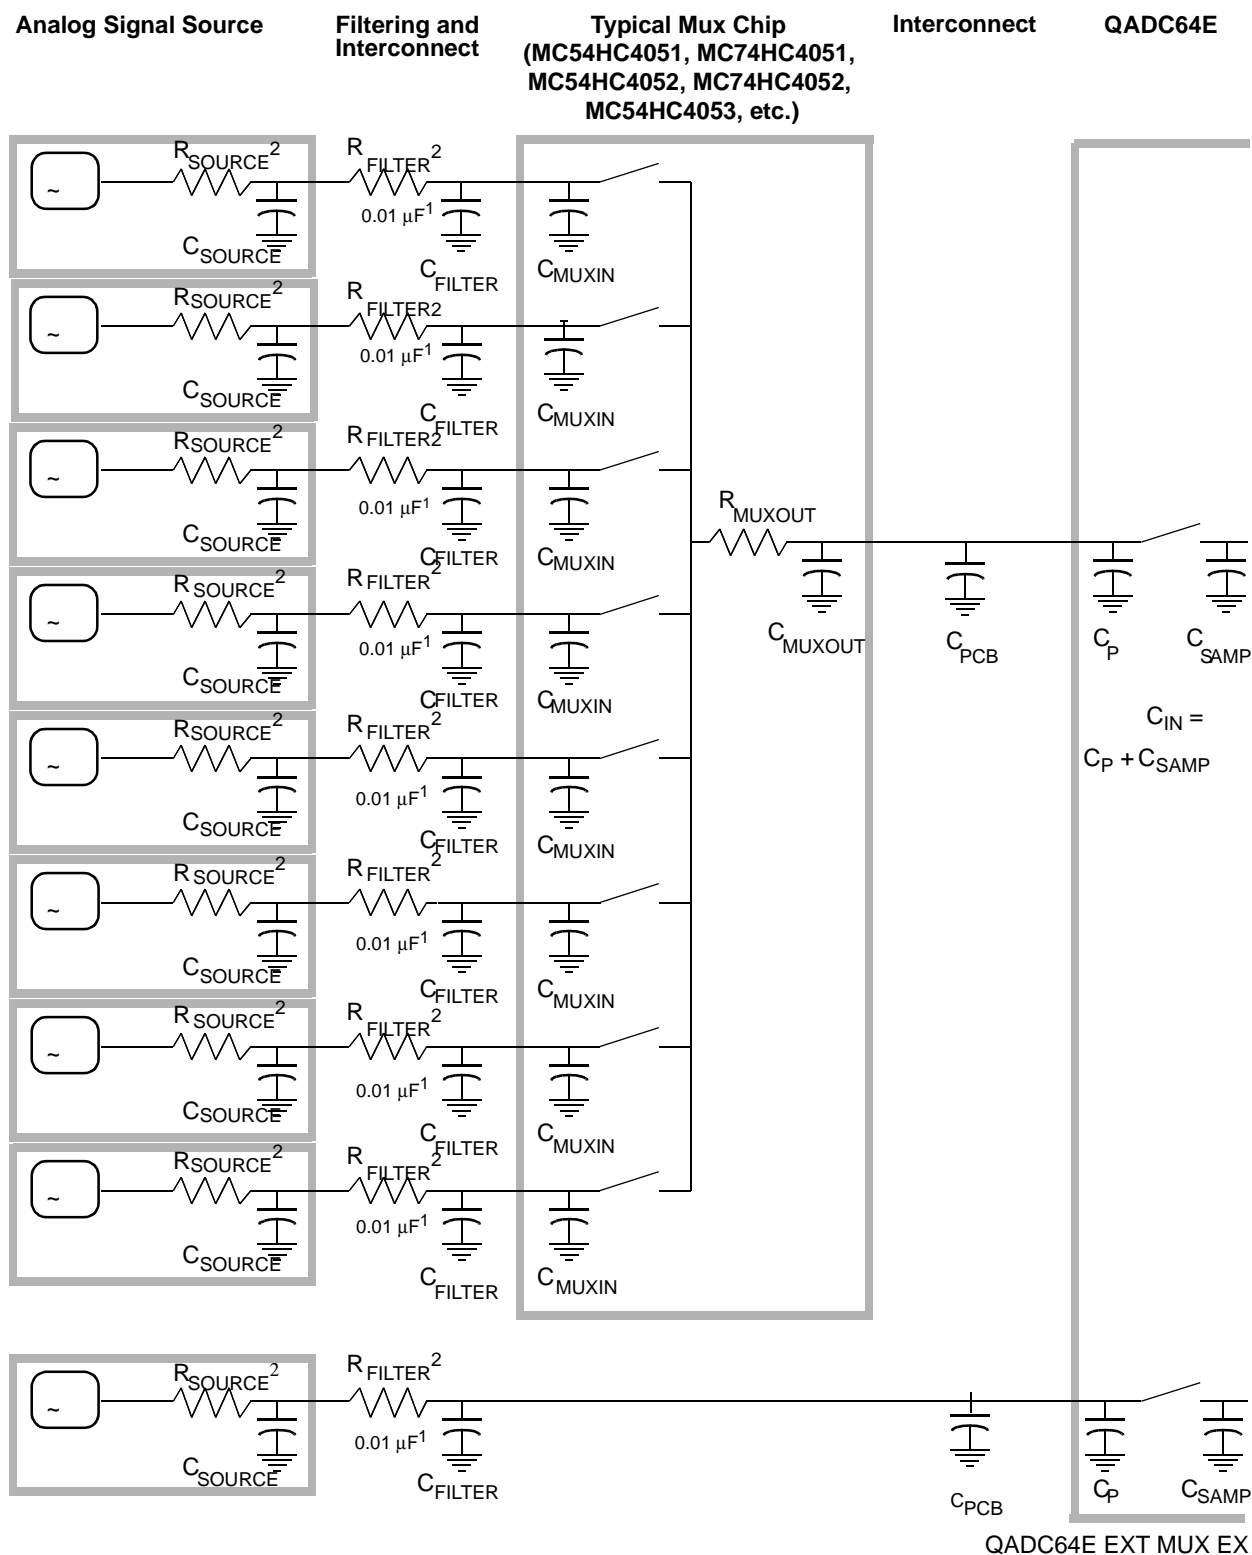 Analog Signal Source
Filtering and
Interconnect
Typical Mux Chip
(MC54HC4051, MC74HC4051,
MC54HC4052, MC74HC4052,
MC54HC4053, etc.)
Interconnect
QADC64E
~
RSOURCE2
CSOURCE
RFILTER2
0.01 µF1
CFILTER
CMUXIN
~
RSOURCE2
CSOURCE
RFILTER2
0.01 µF1
CFILTER
CMUXIN
~
RSOURCE2
CSOURCE
RFILTER2
0.01 µF1
CFILTER
CMUXIN
RMUXOUT
CMUXOUT
CPCB
CP
CSAMP
CIN =
CP + CSAMP
~
RSOURCE2
CSOURCE
RFILTER2
0.01 µF1
CFILTER
CMUXIN
~
RSOURCE2
CSOURCE
RFILTER2
0.01 µF1
CFILTER
CMUXIN
~
RSOURCE2
CSOURCE
RFILTER2
0.01 µF1
CFILTER
CMUXIN
~
RSOURCE2
CSOURCE
RFILTER2
0.01 µF1
CFILTER
CMUXIN
~
RSOURCE2
CSOURCE
RFILTER2
0.01 µF1
CFILTER
CMUXIN
~
RSOURCE2
CSOURCE
RFILTER2
0.01 µF1
CFILTER
CPCB
CP
CSAMP
QADC64E EXT MUX EX